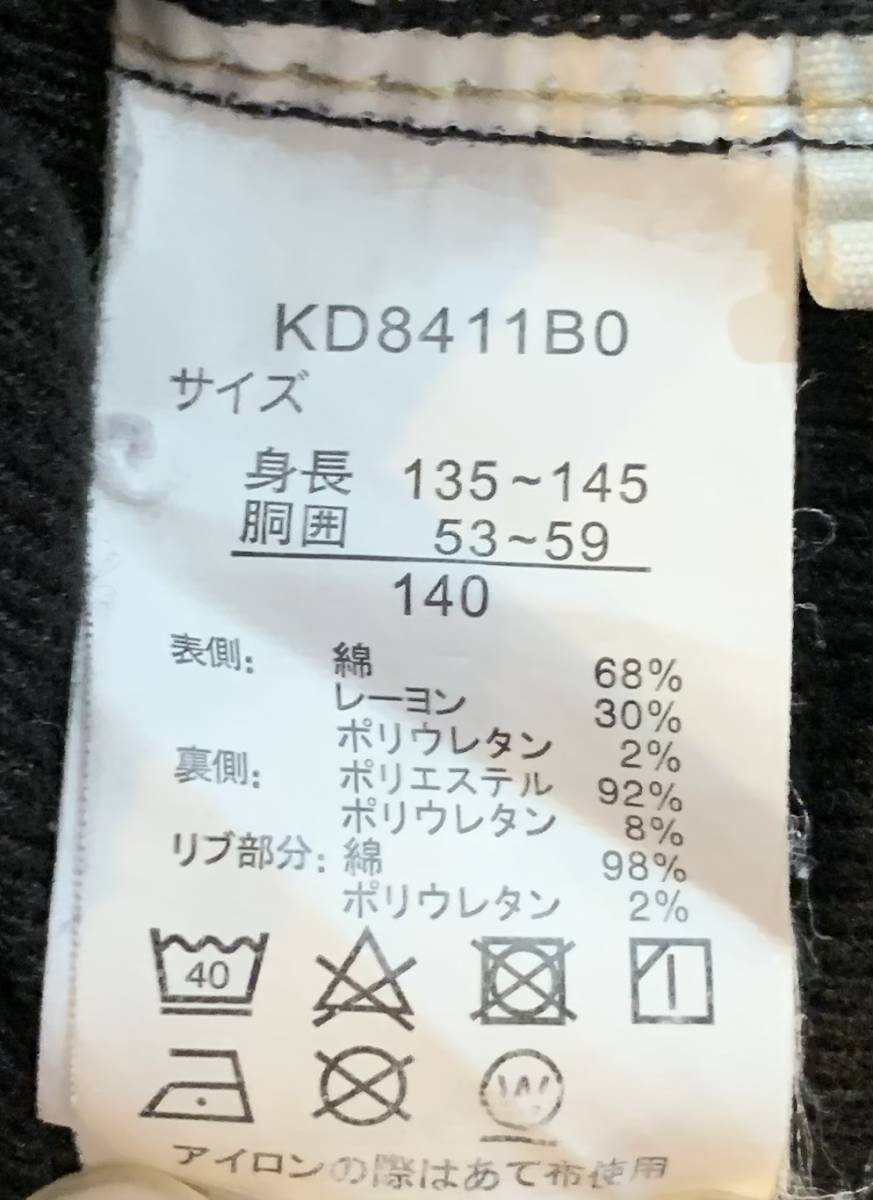 KD8411B0
サイズ
身長 135~145
胴囲 53~59
140
表側: 綿 68%
レーヨン 30%
ポリウレタン 2%
裏側: ポリエステル 92%
ポリウレタン 8%
リブ部分: 綿 98%
ポリウレタン 2%
40
W
アイロンの際はあて布使用